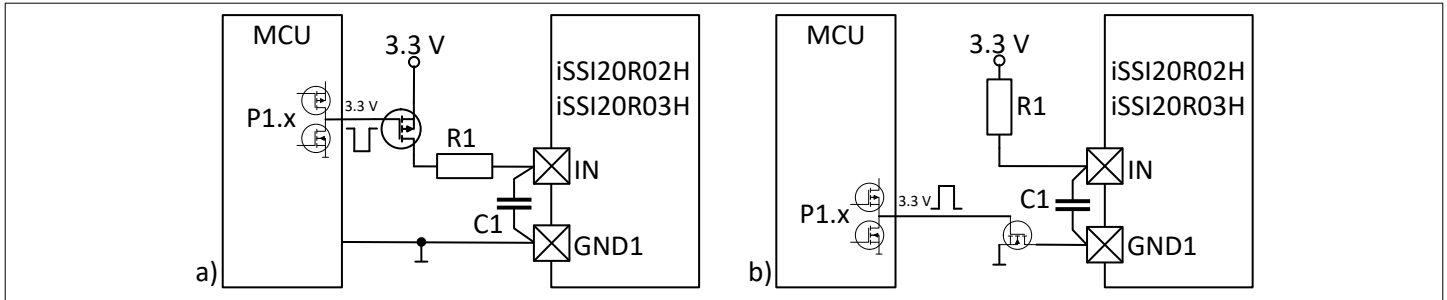 MCU
3.3 V
iSSI20R02H
iSSI20R03H
P1.x
3.3 V
R1
IN
C1
GND1
a)
MCU
3.3 V
iSSI20R02H
iSSI20R03H
R1
IN
P1.x
3.3 V
C1
GND1
b)